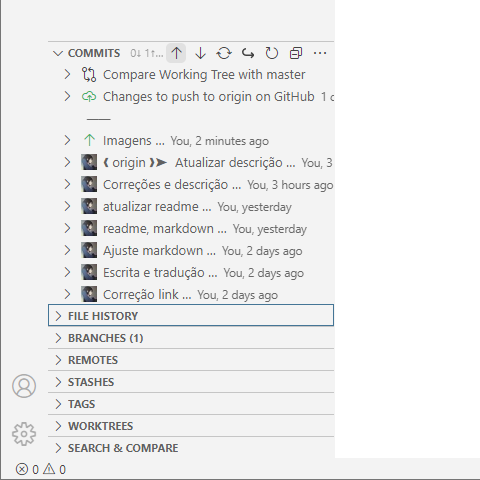 COMMITS 0↓ 1↑...
Compare Working Tree with master
Changes to push to origin on GitHub 1 c
Imagens ... You, 2 minutes ago
❰ origin ❱➤ Atualizar descrição ... You, 3
Correções e descrição ... You, 3 hours ago
atualizar readme ... You, yesterday
readme, markdown ... You, yesterday
Ajuste markdown ... You, 2 days ago
Escrita e tradução ... You, 2 days ago
Correção link ... You, 2 days ago
FILE HISTORY
BRANCHES (1)
REMOTES
STASHES
TAGS
WORKTREES
SEARCH & COMPARE
0 0